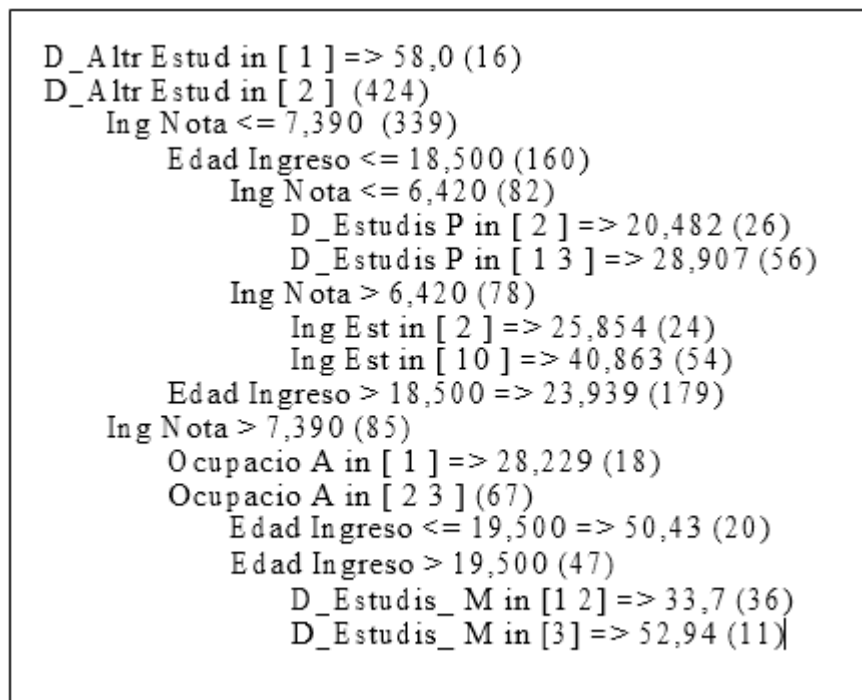 D_Altr Estud in [ 1 ] => 58,0 (16)
D_Altr Estud in [ 2 ] (424)
Ing Nota <= 7,390 (339)
Edad Ingreso <= 18,500 (160)
Ing Nota <= 6,420 (82)
D_Estudis P in [ 2 ] => 20,482 (26)
D_Estudis P in [ 1 3 ] => 28,907 (56)
Ing Nota > 6,420 (78)
Ing Est in [ 2 ] => 25,854 (24)
Ing Est in [ 10 ] => 40,863 (54)
Edad Ingreso > 18,500 => 23,939 (179)
Ing Nota > 7,390 (85)
Ocupacio A in [ 1 ] => 28,229 (18)
Ocupacio A in [ 2 3 ] (67)
Edad Ingreso <= 19,500 => 50,43 (20)
Edad Ingreso > 19,500 (47)
D_Estudis_ M in [1 2] => 33,7 (36)
D_Estudis_ M in [3] => 52,94 (11)